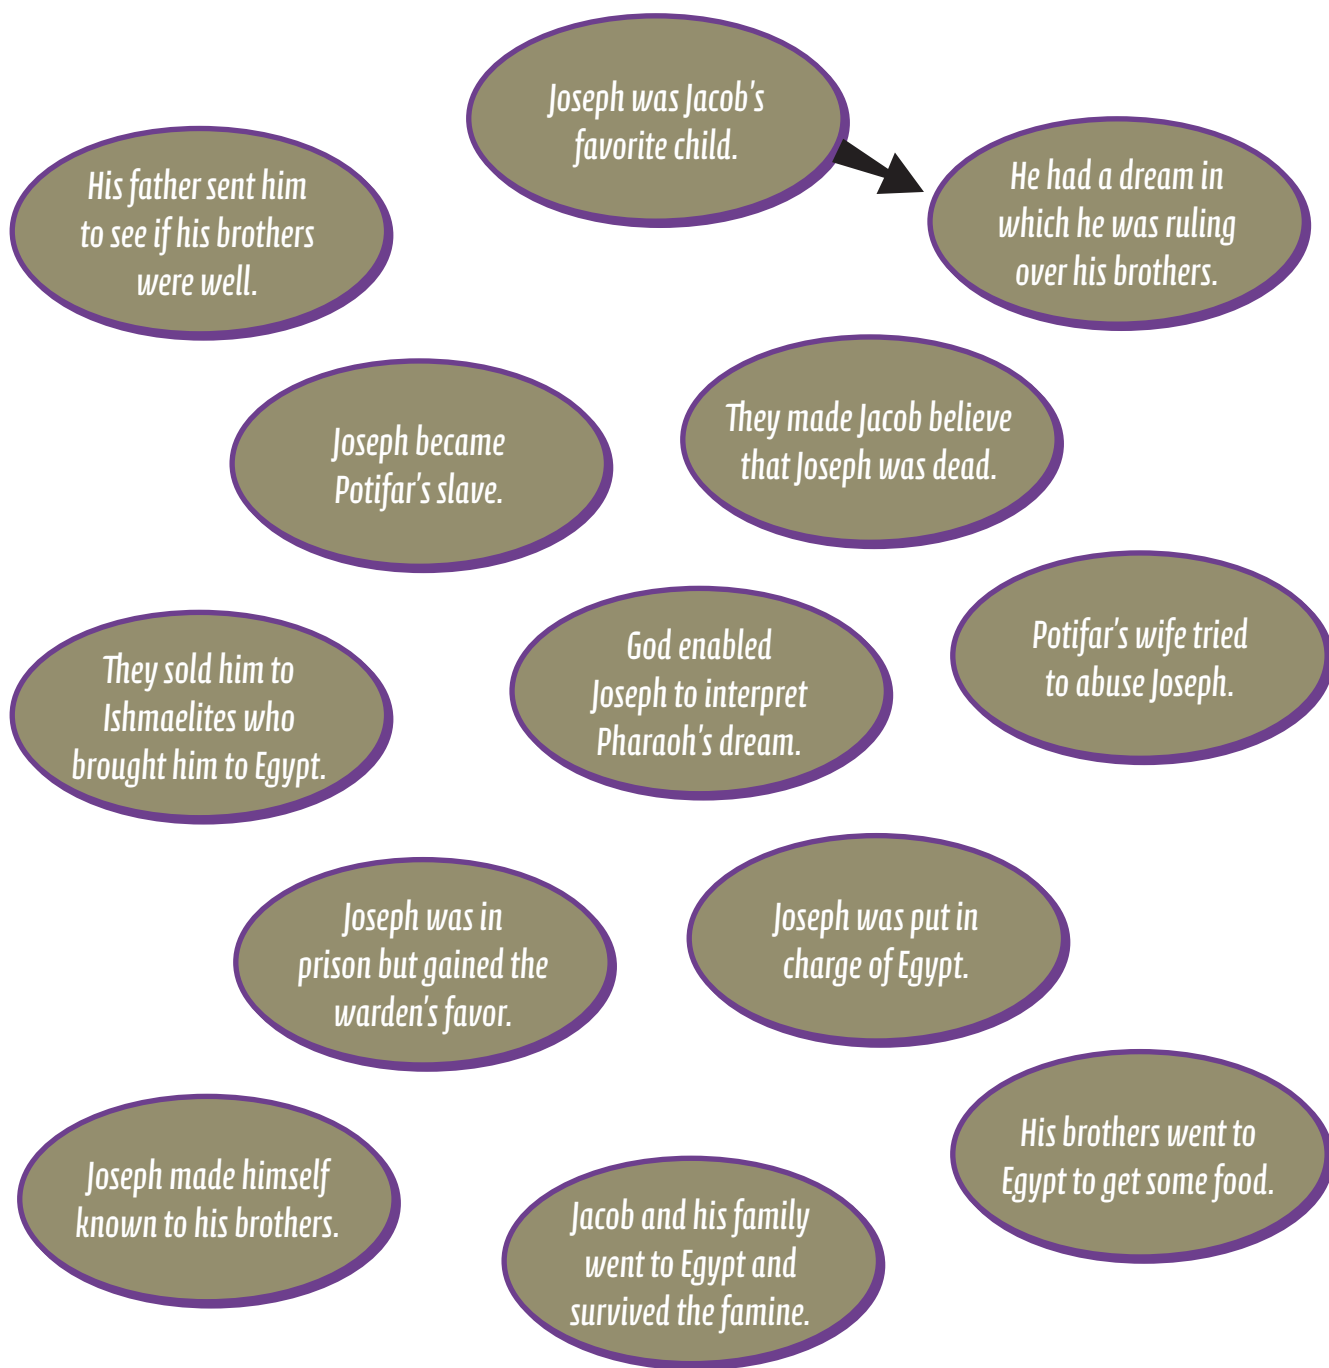 Joseph was Jacob's
favorite child.
His father sent him
to see if his brothers
were well.
He had a dream in
which he was ruling
over his brothers.
Joseph became
Potifar's slave.
They made Jacob believe
that Joseph was dead.
They sold him to
Ishmaelites who
brought him to Egypt.
God enabled
Joseph to interpret
Pharaoh's dream.
Potifar's wife tried
to abuse Joseph.
Joseph was in
prison but gained the
warden's favor.
Joseph was put in
charge of Egypt.
Joseph made himself
known to his brothers.
Jacob and his family
went to Egypt and
survived the famine.
His brothers went to
Egypt to get some food.